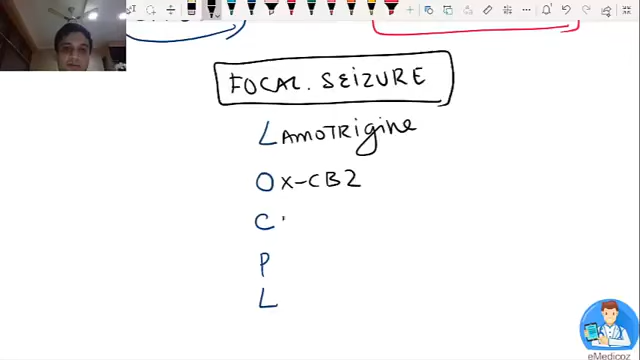 FOCAL. SEIZURE
LAMOTRIGINE
OX-CBZ
C
P
L
eMedicoz